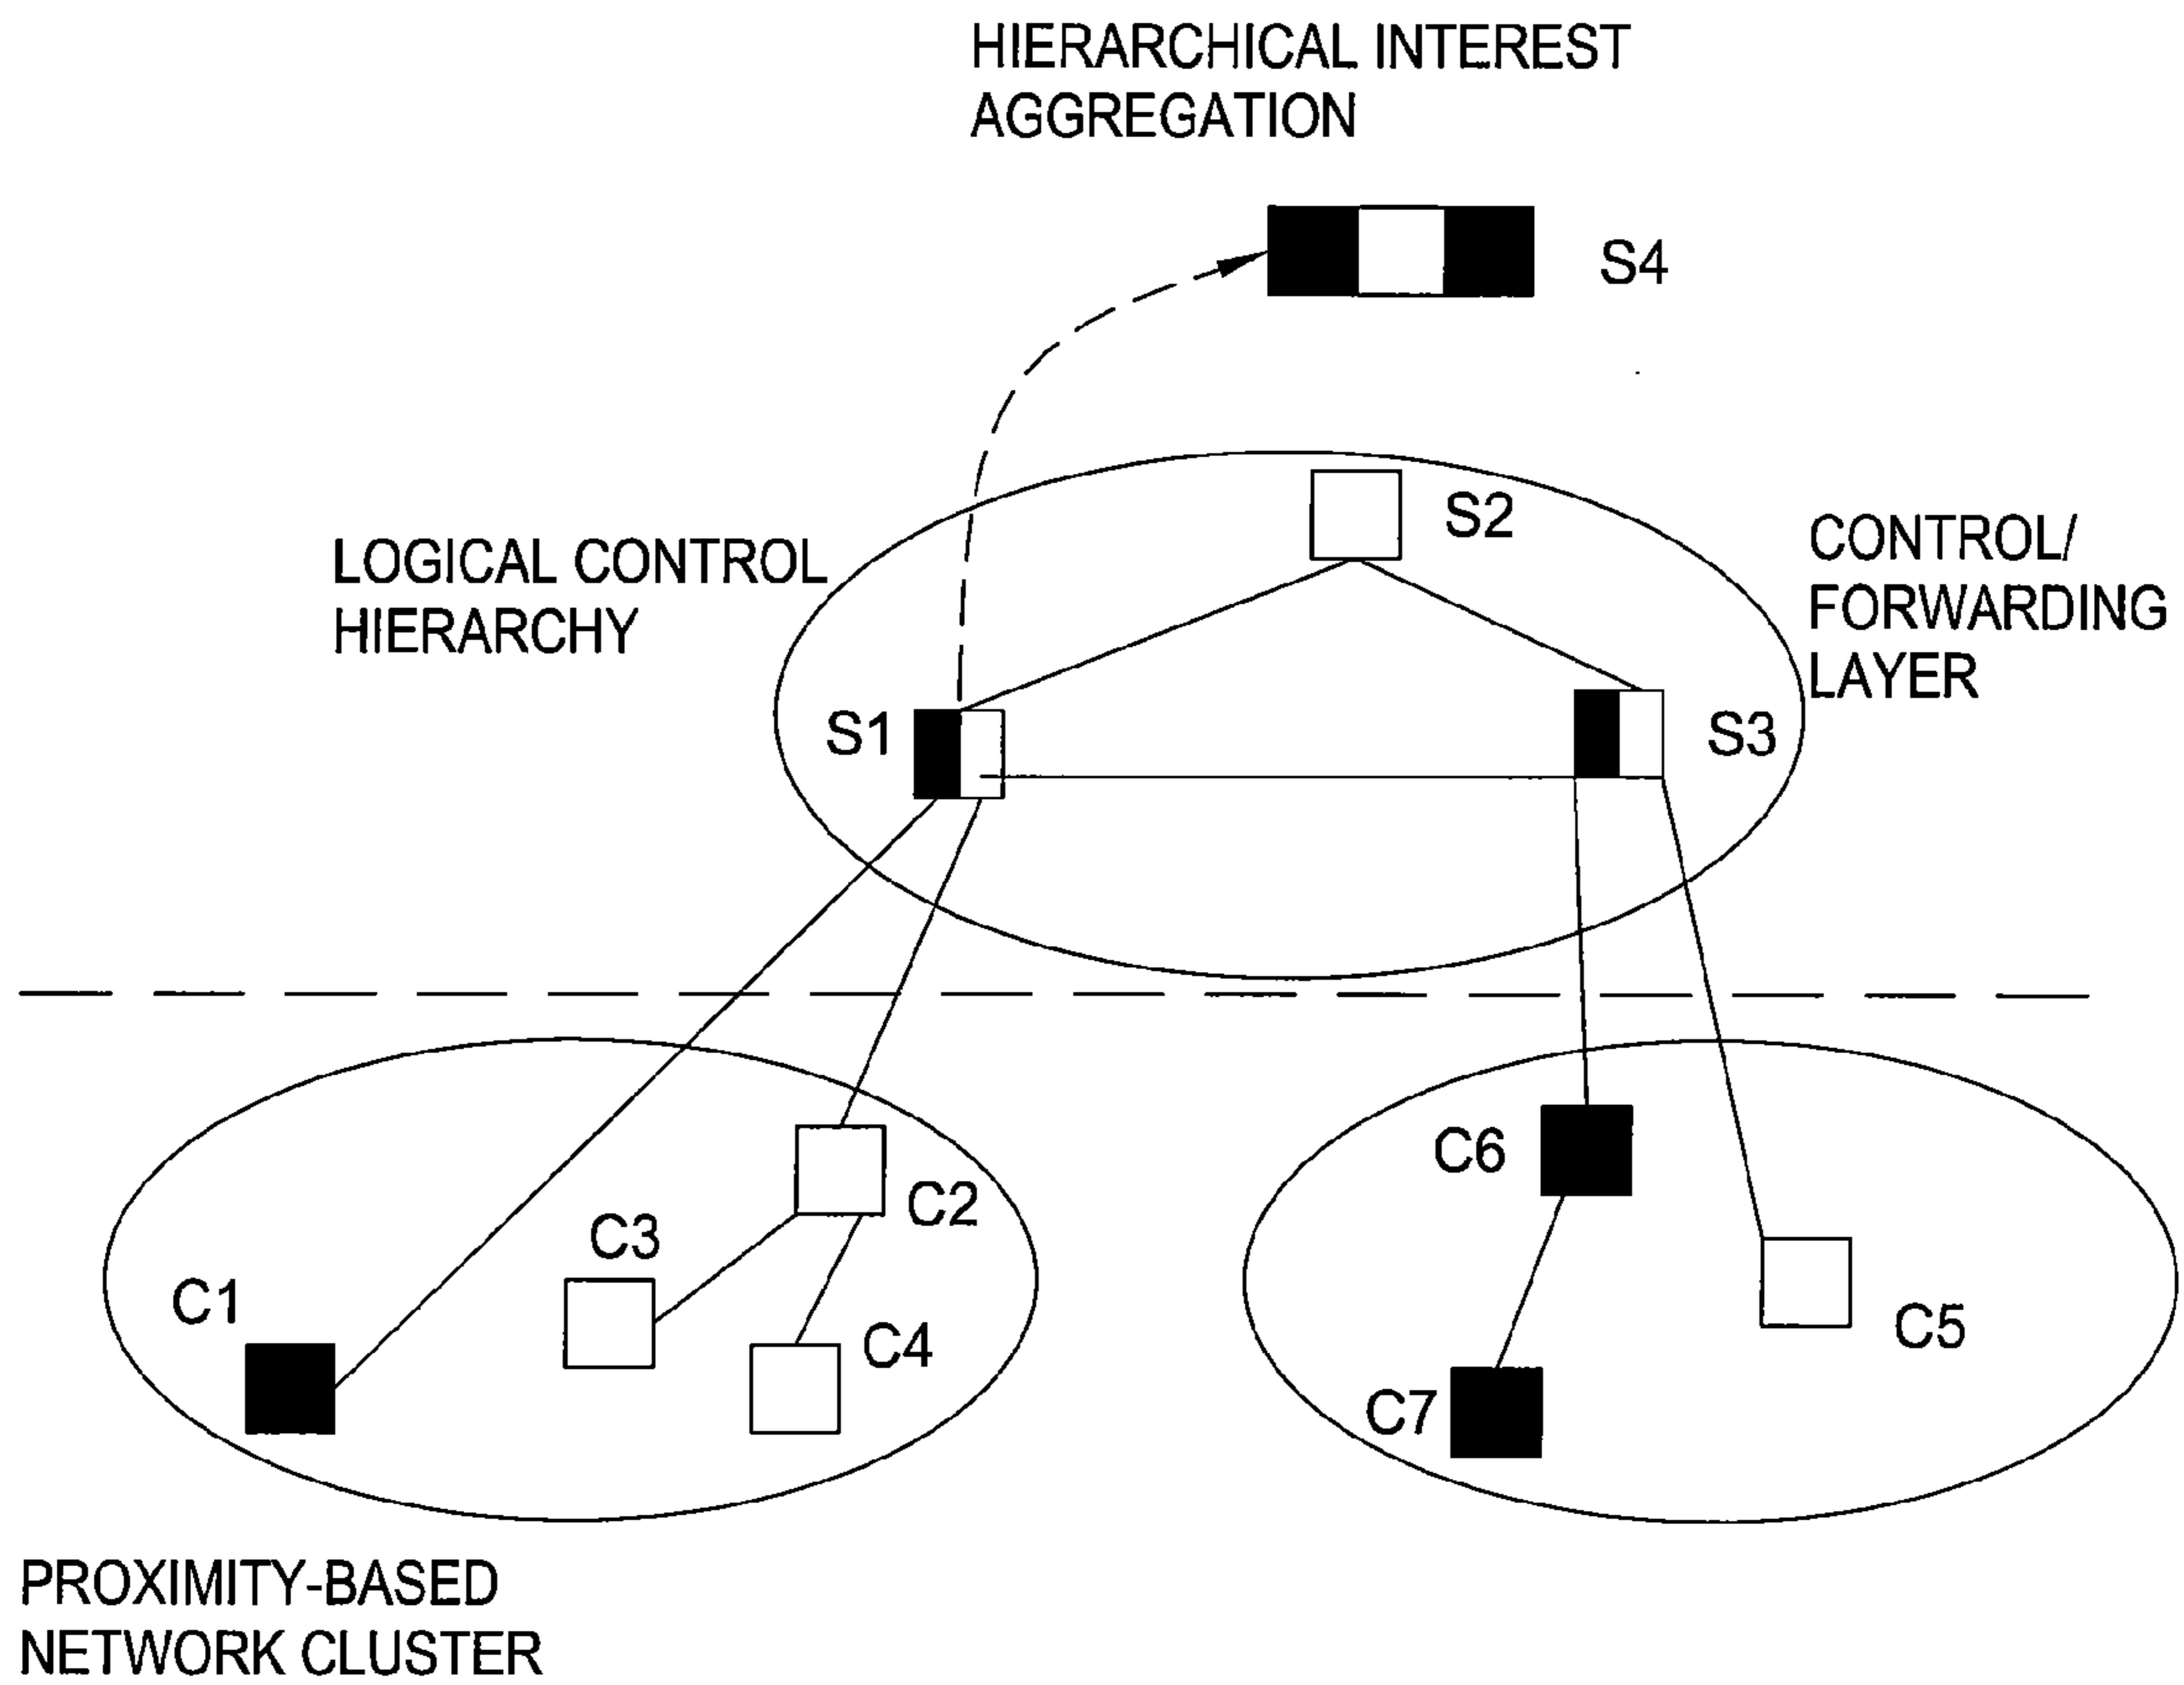 HIERARCHICAL INTEREST
AGGREGATION
S4
S2
LOGICAL CONTROL
HIERARCHY
CONTROL/
FORWARDING
LAYER
S1
S3
C6
C2
C3
C1
C5
C4
C7
PROXIMITY-BASED
NETWORK CLUSTER